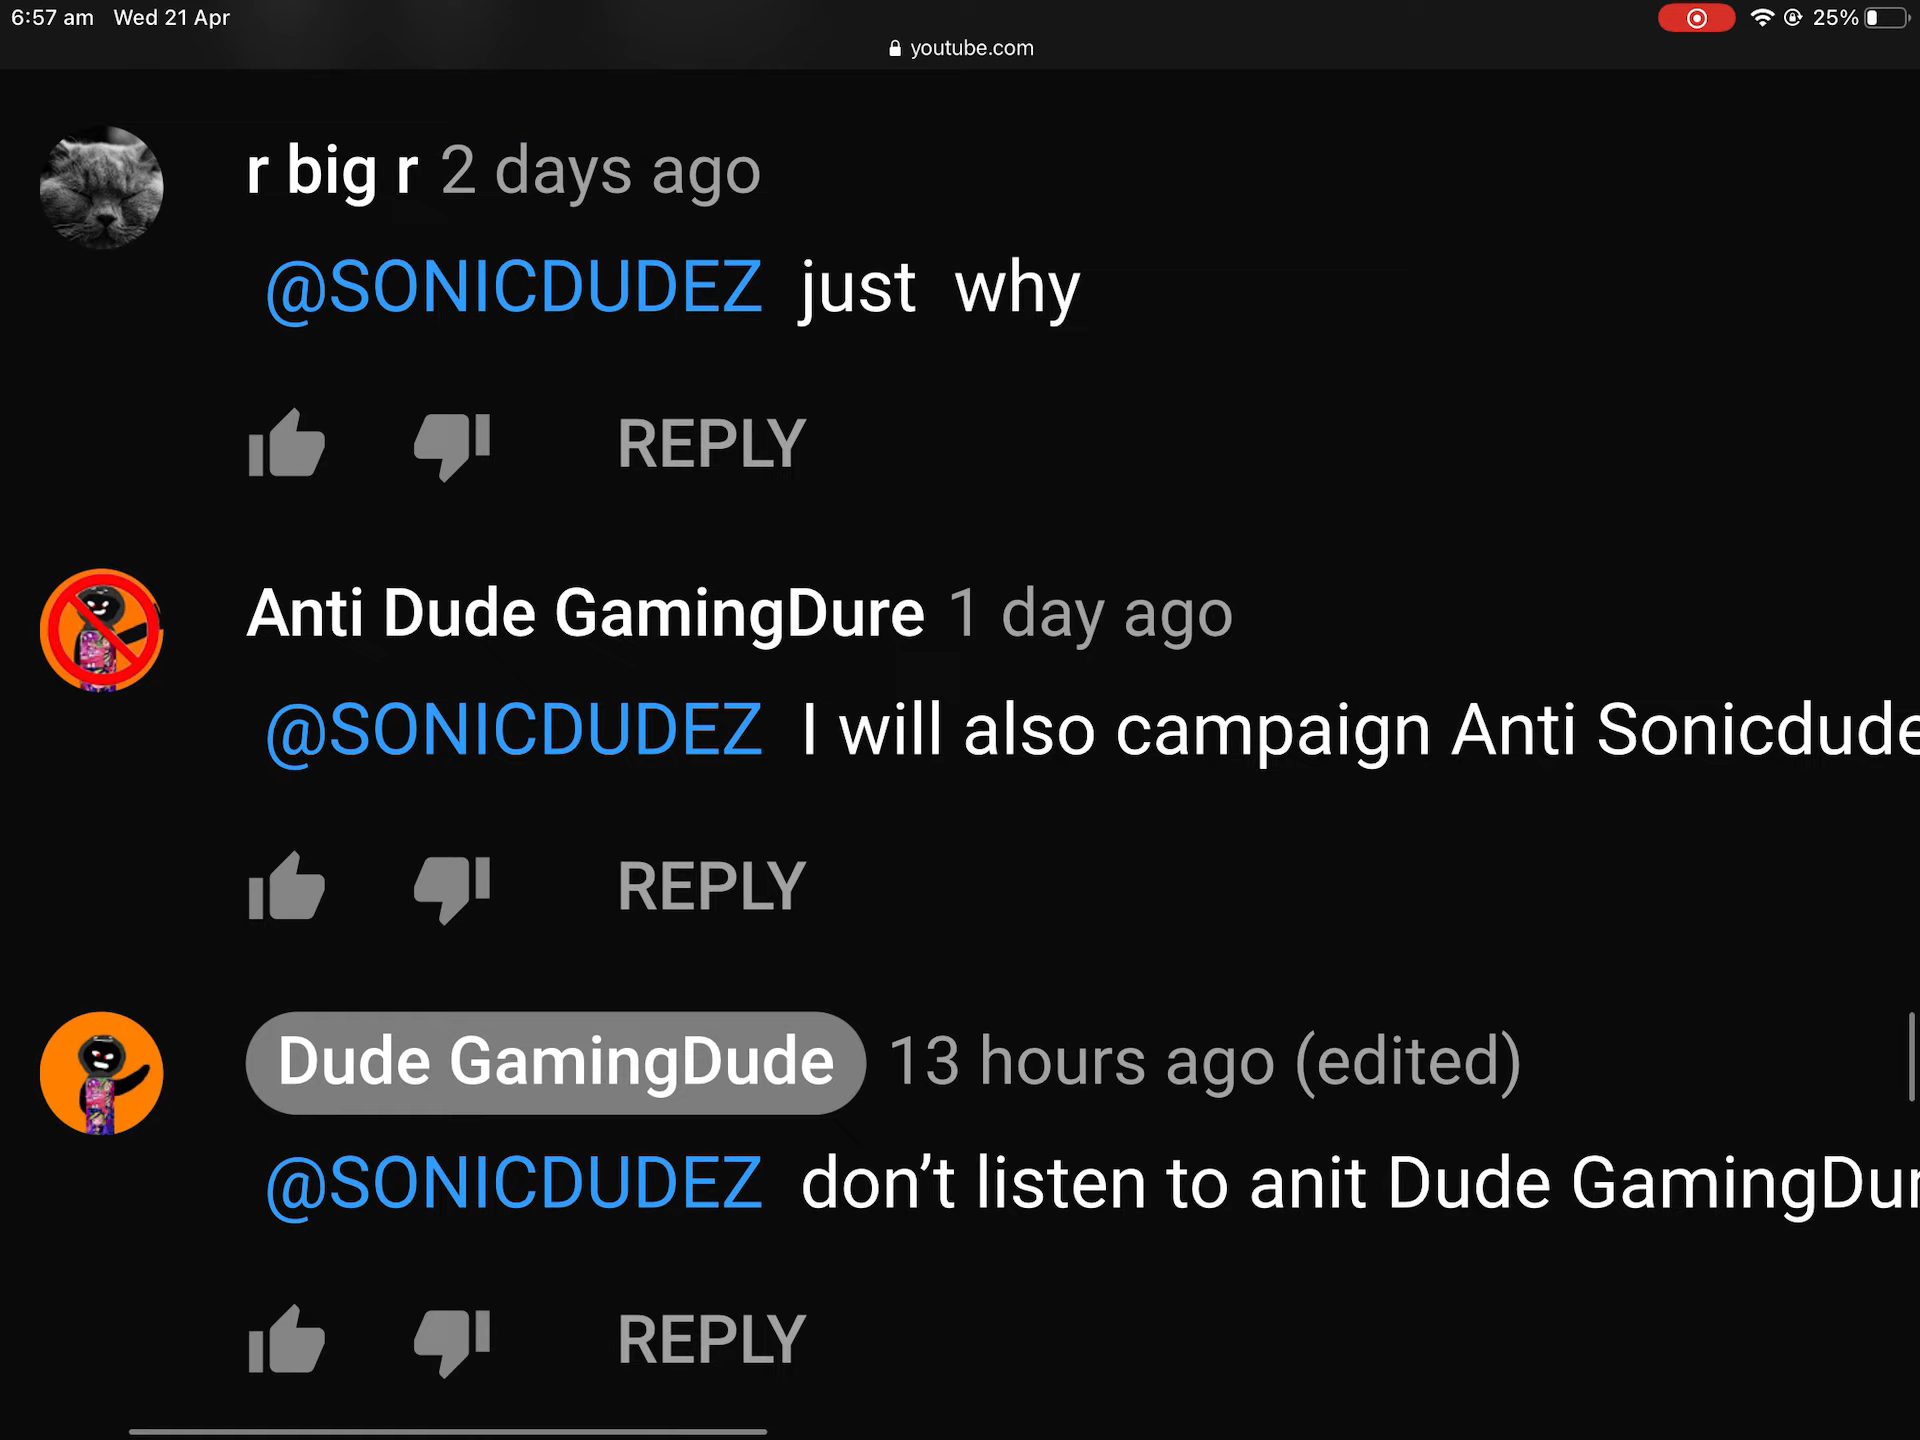 6:57 am Wed 21 Apr 25%
youtube.com
r big r 2 days ago
@SONICDUDEZ just why
REPLY
Anti Dude GamingDure 1 day ago
@SONICDUDEZ I will also campaign Anti Sonicdude
REPLY
Dude GamingDude 13 hours ago (edited)
@SONICDUDEZ don’t listen to anit Dude GamingDur
REPLY